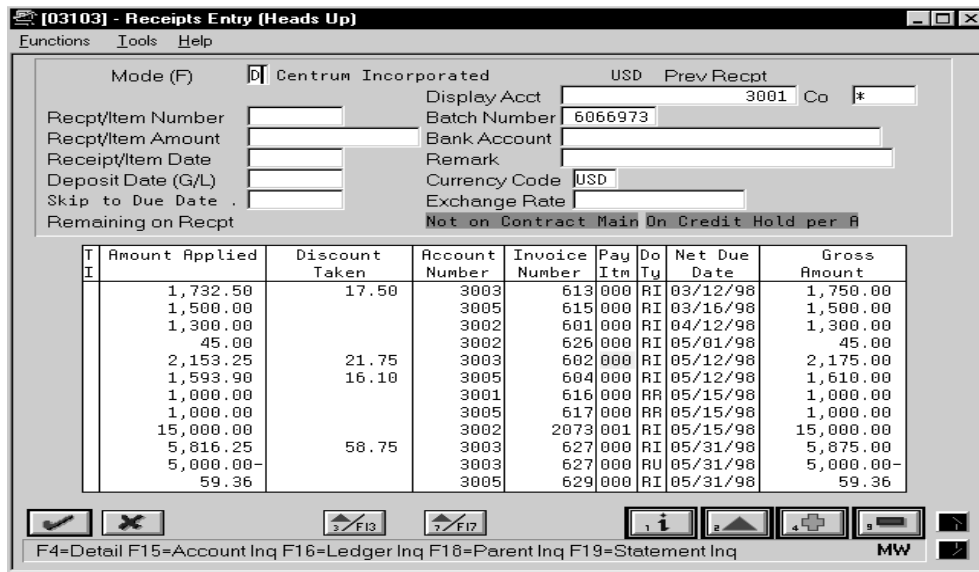 [03103] - Receipts Entry (Heads Up)
Functions Tools Help
Mode (F) D Centrum Incorporated USD Prev Recpt
Display Acct 3001 Co *
Recpt/Item Number Batch Number 6066973
Recpt/Item Amount Bank Account
Receipt/Item Date Remark
Deposit Date (G/L) Currency Code USD
Skip to Due Date . Exchange Rate
Remaining on Recpt Not on Contract Main On Credit Hold per A
T Amount Applied Discount Account Invoice Pay Do Net Due Gross
I Taken Number Number Itm Ty Date Amount
1,732.50 17.50 3003 613 000 RI 03/12/98 1,750.00
1,500.00 3005 615 000 RI 03/16/98 1,500.00
1,300.00 3002 601 000 RI 04/12/98 1,300.00
45.00 3002 626 000 RI 05/01/98 45.00
2,153.25 21.75 3003 602 000 RI 05/12/98 2,175.00
1,593.90 16.10 3005 604 000 RI 05/12/98 1,610.00
1,000.00 3001 616 000 RR 05/15/98 1,000.00
1,000.00 3005 617 000 RR 05/15/98 1,000.00
15,000.00 3002 2073 001 RI 05/15/98 15,000.00
5,816.25 58.75 3003 627 000 RI 05/31/98 5,875.00
5,000.00- 3003 627 000 RU 05/31/98 5,000.00-
59.36 3005 629 000 RI 05/31/98 59.36
3/F13 7/F17 1 i 2 4 9
F4=Detail F15=Account Inq F16=Ledger Inq F18=Parent Inq F19=Statement Inq MW